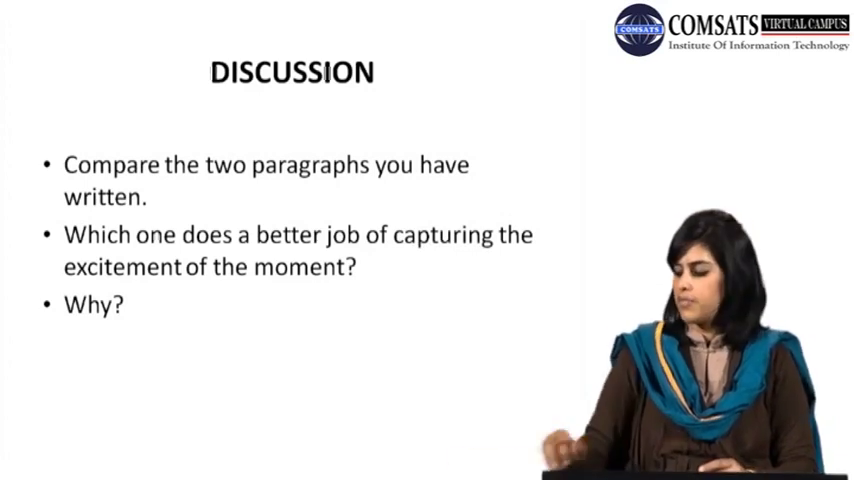 COMSATS VIRTUAL CAMPUS
COMSATS
Institute Of Information Technology
DISCUSSION
• Compare the two paragraphs you have
written.
• Which one does a better job of capturing the
excitement of the moment?
• Why?